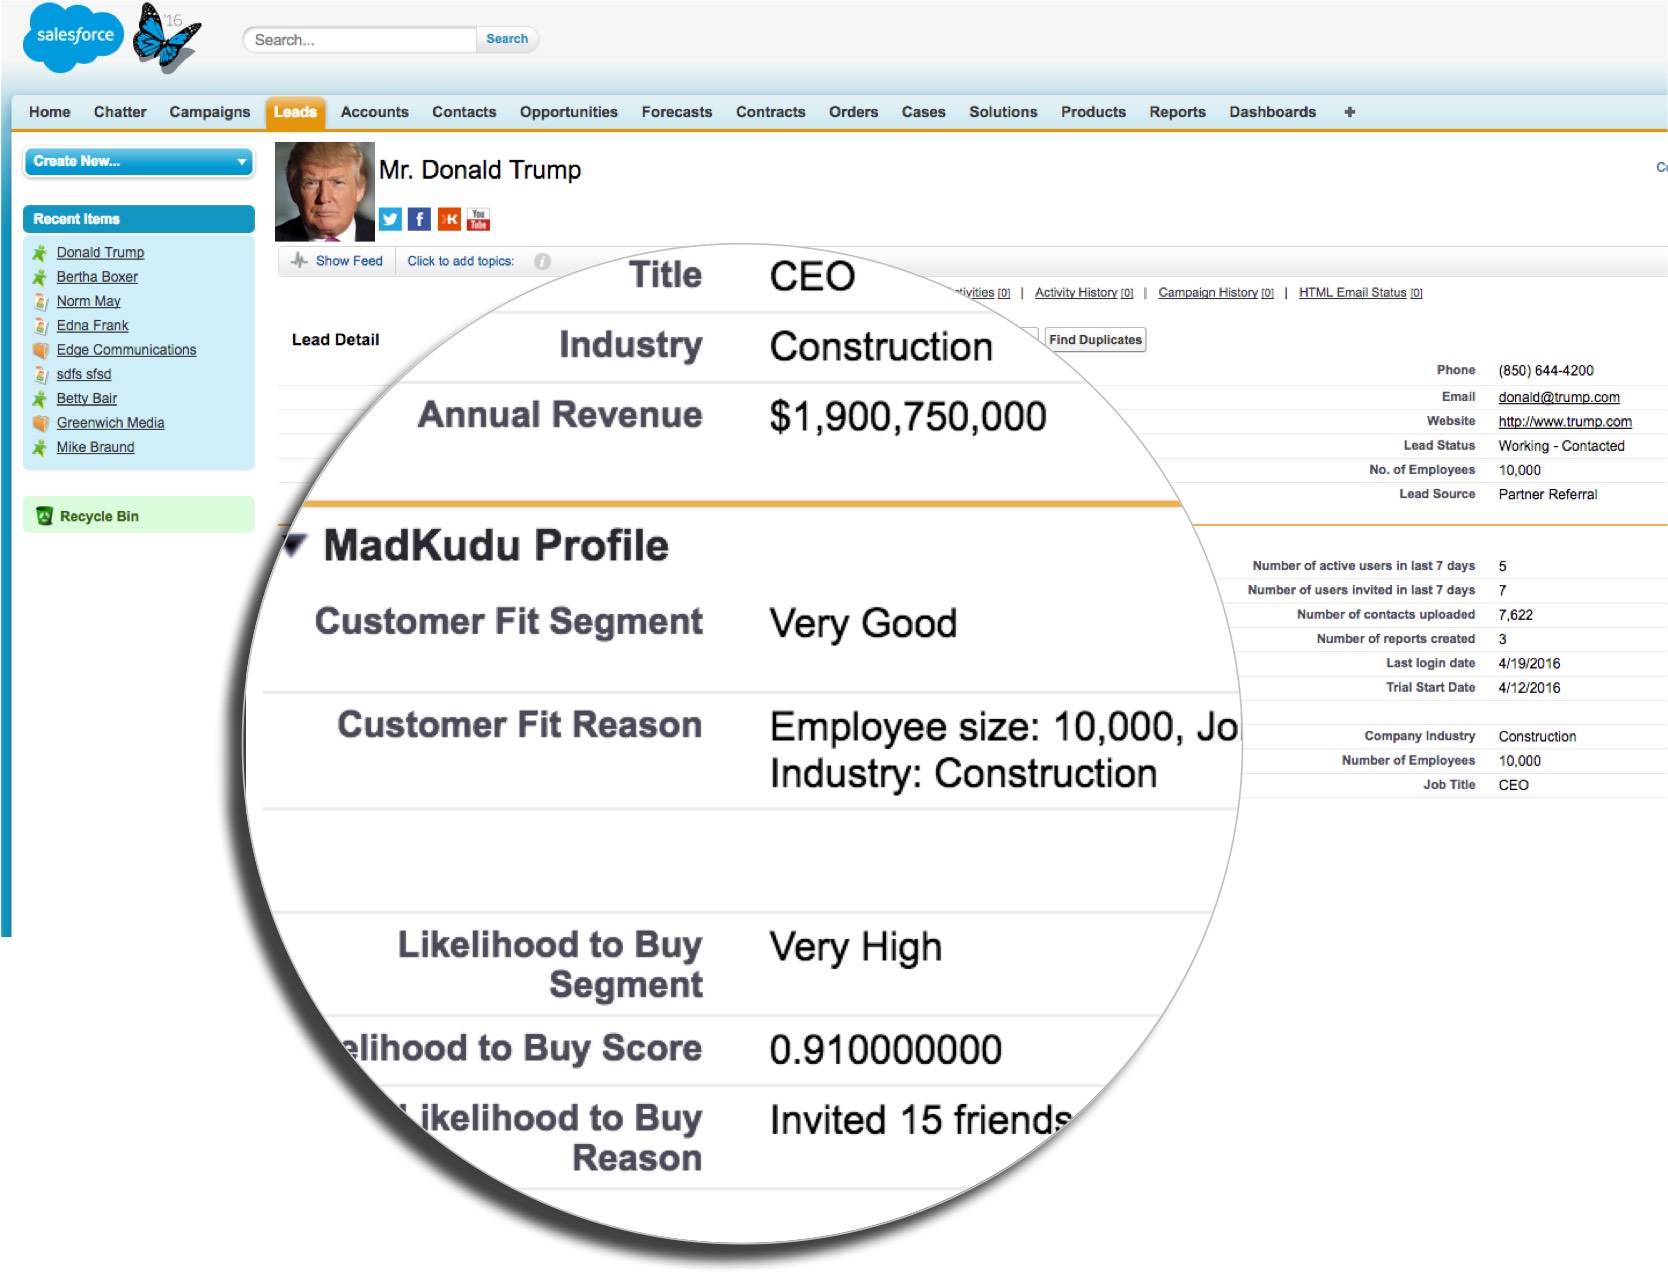 salesforce
'16
Search...
Search
Home Chatter Campaigns Leads Accounts Contacts Opportunities Forecasts Contracts Orders Cases Solutions Products Reports Dashboards +
Create New...
Recent Items
Donald Trump
Bertha Boxer
Norm May
Edna Frank
Edge Communications
sdfs sfsd
Betty Bair
Greenwich Media
Mike Braund
Recycle Bin
Mr. Donald Trump
You
Tube
Show Feed Click to add topics:
[0] | Activity History [0] | Campaign History [0] | HTML Email Status [0]
Lead Detail
Find Duplicates
Title CEO
Industry Construction
Annual Revenue $1,900,750,000
MadKudu Profile
Customer Fit Segment Very Good
Customer Fit Reason Employee size: 10,000,
Industry: Construction
Likelihood to Buy Very High
Segment
to Buy Score 0.910000000
to Buy Invited 15 friends
Reason
Phone (850) 644-4200
Email donald@trump.com
Website http://www.trump.com
Lead Status Working - Contacted
No. of Employees 10,000
Lead Source Partner Referral
Number of active users in last 7 days 5
Number of users invited in last 7 days 7
Number of contacts uploaded 7,622
Number of reports created 3
Last login date 4/19/2016
Trial Start Date 4/12/2016
Company Industry Construction
Number of Employees 10,000
Job Title CEO